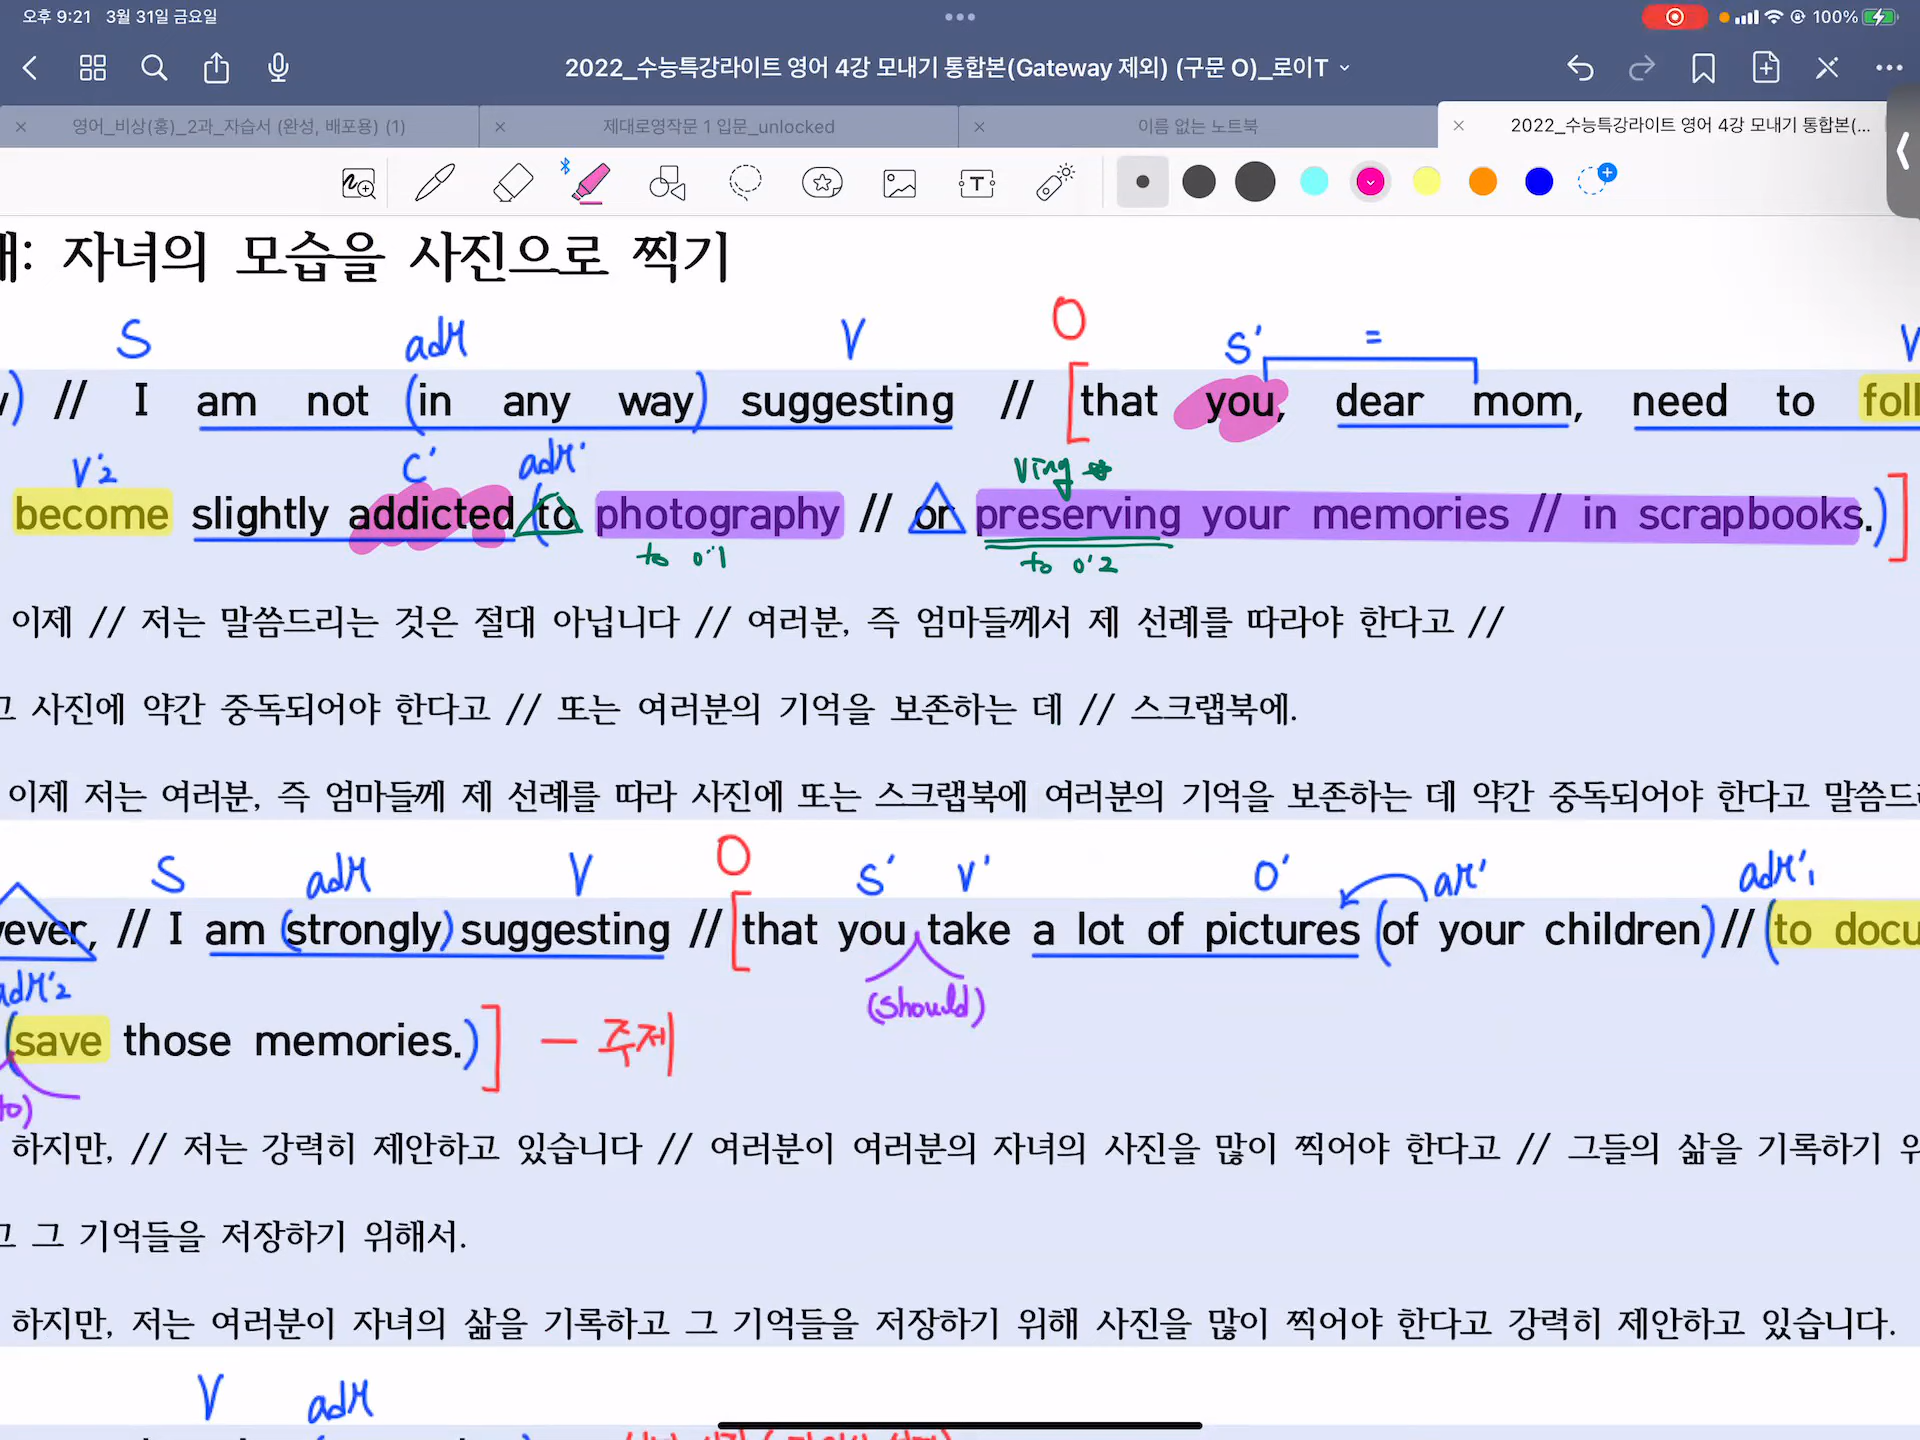 오후 9:21 3월 31일 금요일
100%
2022_수능특강라이트 영어 4강 모내기 통합본(Gateway 제외) (구문 O)_로이T
영어_비상(홍)_2과_자습서 (완성, 배포용) (1)
제대로영작문 1 입문_unlocked
이름 없는 노트북
2022_수능특강라이트 영어 4강 모내기 통합본(...
자녀의 모습을 사진으로 찍기
S V O S' = V
// I am not (in any way) suggesting // [that you, dear mom, need to
V'2 C' Ving
become slightly addicted (to photography // or preserving your memories // in scrapbooks.)]
to o'1 to o'2
이제 // 저는 말씀드리는 것은 절대 아닙니다 // 여러분, 즉 엄마들께서 제 선례를 따라야 한다고 //
사진에 약간 중독되어야 한다고 // 또는 여러분의 기억을 보존하는 데 // 스크랩북에.
이제 저는 여러분, 즉 엄마들께 제 선례를 따라 사진에 또는 스크랩북에 여러분의 기억을 보존하는 데 약간 중독되어야 한다고
S V O S' V' O'
// I am (strongly) suggesting // [that you take a lot of pictures (of your children) // (to
(should)
(save those memories.)] - 주제
하지만, // 저는 강력히 제안하고 있습니다 // 여러분이 여러분의 자녀의 사진을 많이 찍어야 한다고 // 그들의 삶을 기록하기
그 기억들을 저장하기 위해서.
하지만, 저는 여러분이 자녀의 삶을 기록하고 그 기억들을 저장하기 위해 사진을 많이 찍어야 한다고 강력히 제안하고 있습니다.
V